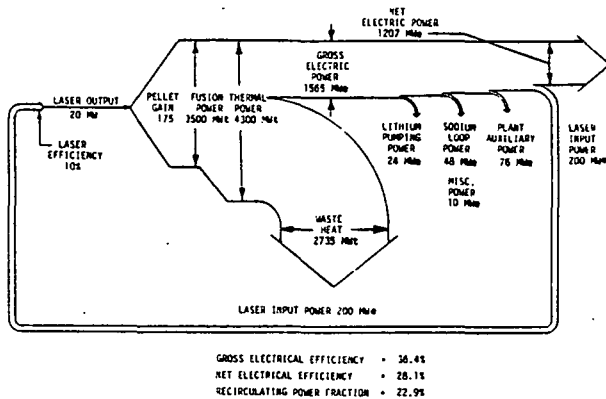 NET
ELECTRIC POWER
1207 MWe
GROSS
ELECTRIC
POWER
1565 MWe
LASER OUTPUT
20 MW
PELLET
GAIN
175
FUSION
POWER
3500 MWt
THERMAL
POWER
4300 MWt
LASER
EFFICIENCY
10%
LITHIUM
PUMPING
POWER
24 MWe
SODIUM
LOOP
POWER
48 MWe
MISC.
POWER
10 MWe
PLANT
AUXILIARY
POWER
76 MWe
LASER
INPUT
POWER
200 MWe
WASTE
HEAT
2735 MWt
LASER INPUT POWER 200 MWe
GROSS ELECTRICAL EFFICIENCY = 36.4%
NET ELECTRICAL EFFICIENCY = 28.1%
RECIRCULATING POWER FRACTION = 22.9%